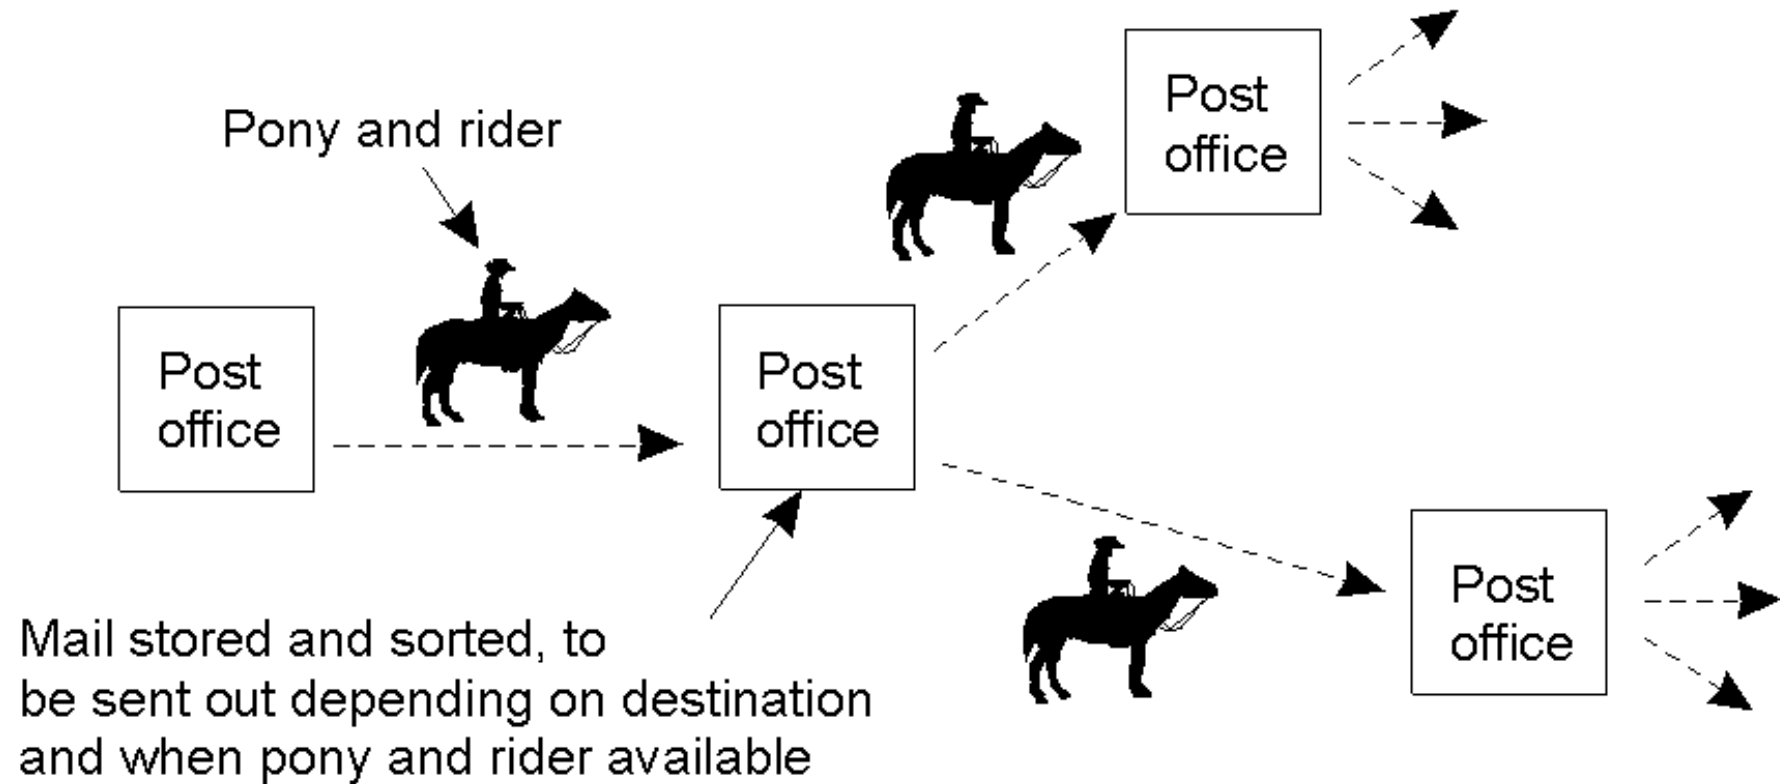 Post
office
Pony and rider
Post
office
Post
office
Post
office
Mail stored and sorted, to
be sent out depending on destination
and when pony and rider available